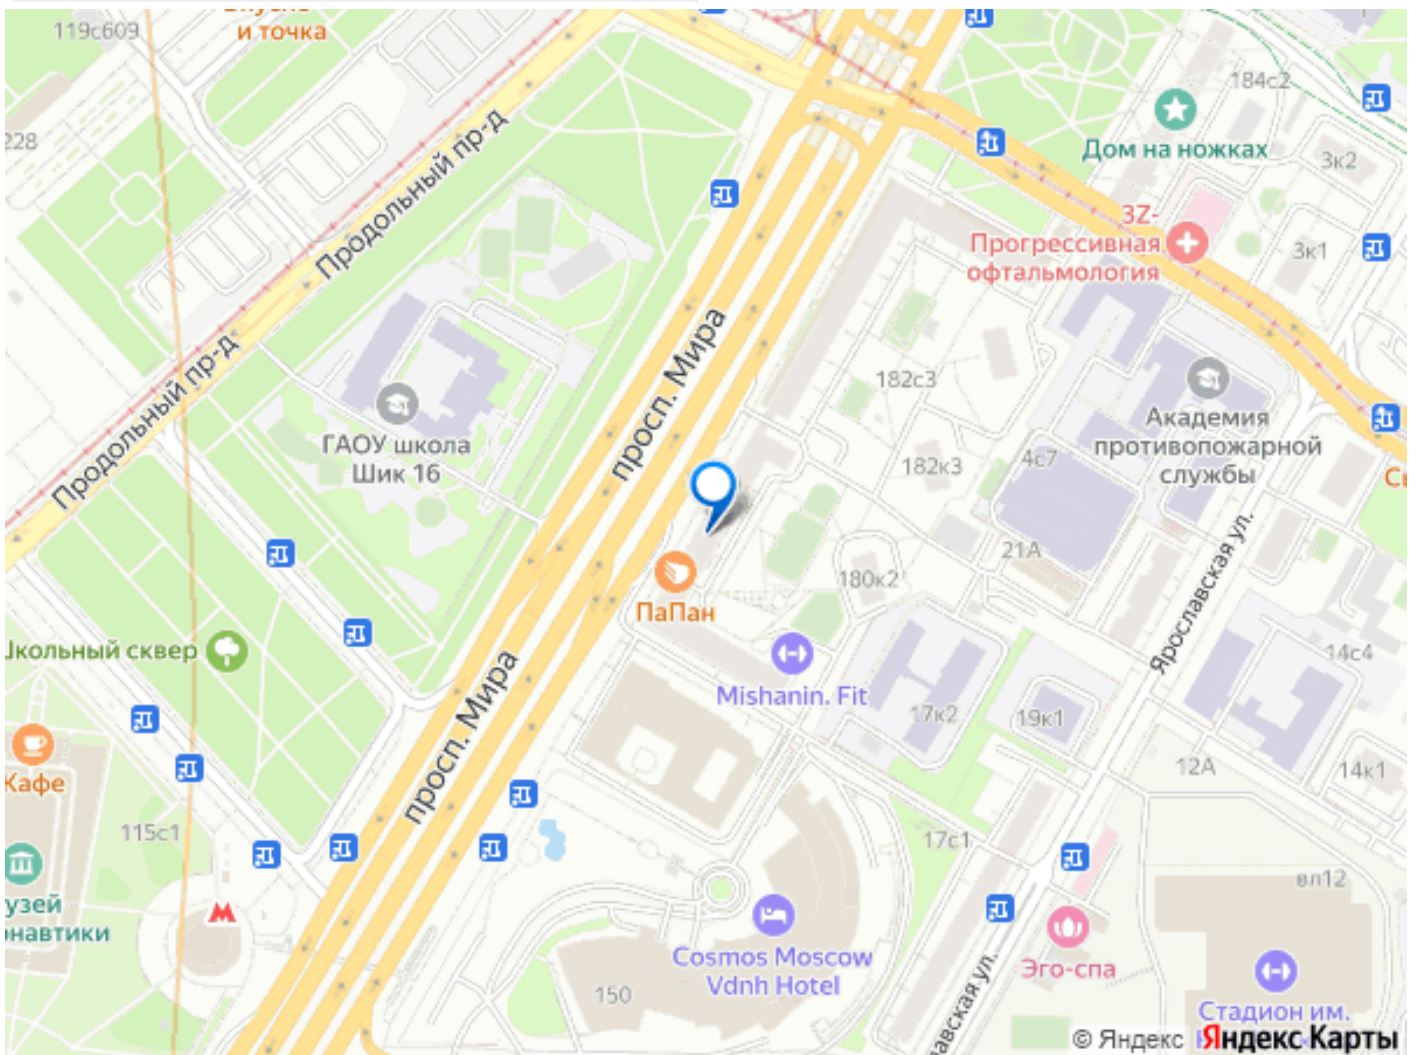 119с609
и точка
184с2
228
Продольный пр-д
Дом на ножках
3к2
3Z-
Прогрессивная
офтальмология
3к1
просп. Мира
Продольный пр-д
182с3
ГАОУ школа
Шик 16
Академия
противопожарной
службы
182к3
4с7
21А
180к2
ПаПан
Ярославская ул.
Школьный сквер
Mishanin. Fit
14с4
просп. Мира
17к2
19к1
12А
14к1
Кафе
115с1
17с1
вл12
узей
онавтики
Cosmos Moscow
Vdnh Hotel
Эго-спа
150
авская ул.
Стадион им.
© Яндекс
Яндекс Карты